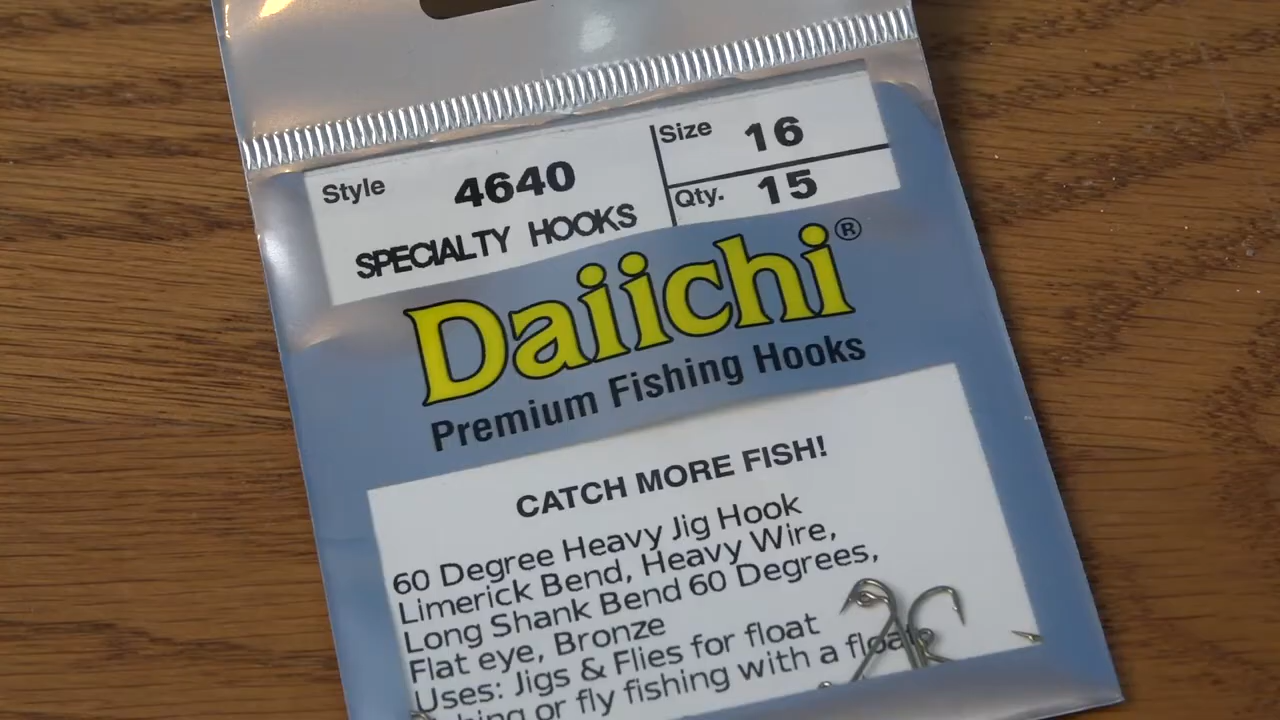 Style 4640
SPECIALTY HOOKS
Size 16
Qty. 15
Daiichi®
Premium Fishing Hooks
CATCH MORE FISH!
60 Degree Heavy Jig Hook
Limerick Bend, Heavy Wire,
Long Shank Bend 60 Degrees,
Flat eye, Bronze
Uses: Jigs & Flies for float
or fly fishing with a float